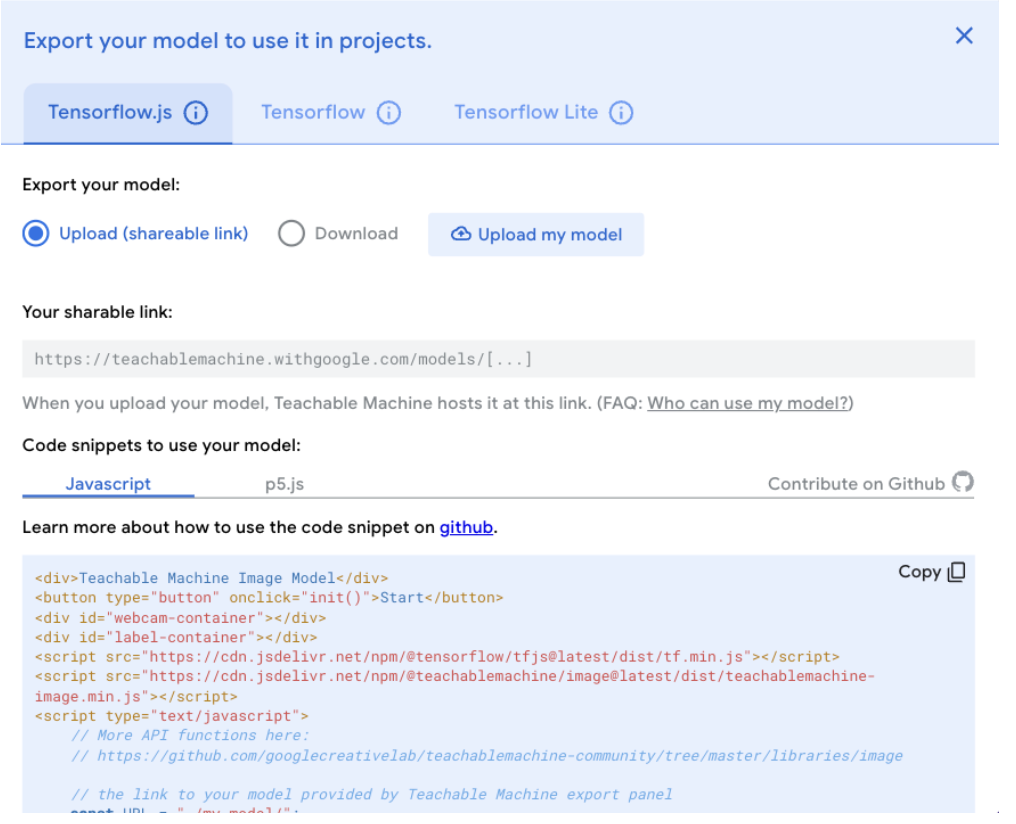 Export your model to use it in projects.
Tensorflow.js
Tensorflow
Tensorflow Lite
Export your model:
Upload (shareable link)
Download
Upload my model
Your sharable link:
https://teachablemachine.withgoogle.com/models/[...]
When you upload your model, Teachable Machine hosts it at this link. (FAQ: Who can use my model?)
Code snippets to use your model:
Javascript
p5.js
Contribute on Github
Learn more about how to use the code snippet on github.
Copy
<div>Teachable Machine Image Model</div>
<button type="button" onclick="init()">Start</button>
<div id="webcam-container"></div>
<div id="label-container"></div>
<script src="https://cdn.jsdelivr.net/npm/@tensorflow/tfjs@latest/dist/tf.min.js"></script>
<script src="https://cdn.jsdelivr.net/npm/@teachablemachine/image@latest/dist/teachablemachine-
image.min.js"></script>
<script type="text/javascript">
// More API functions here:
// https://github.com/googlecreativelab/teachablemachine-community/tree/master/libraries/image
// the link to your model provided by Teachable Machine export panel
const URL = "./my_model/";